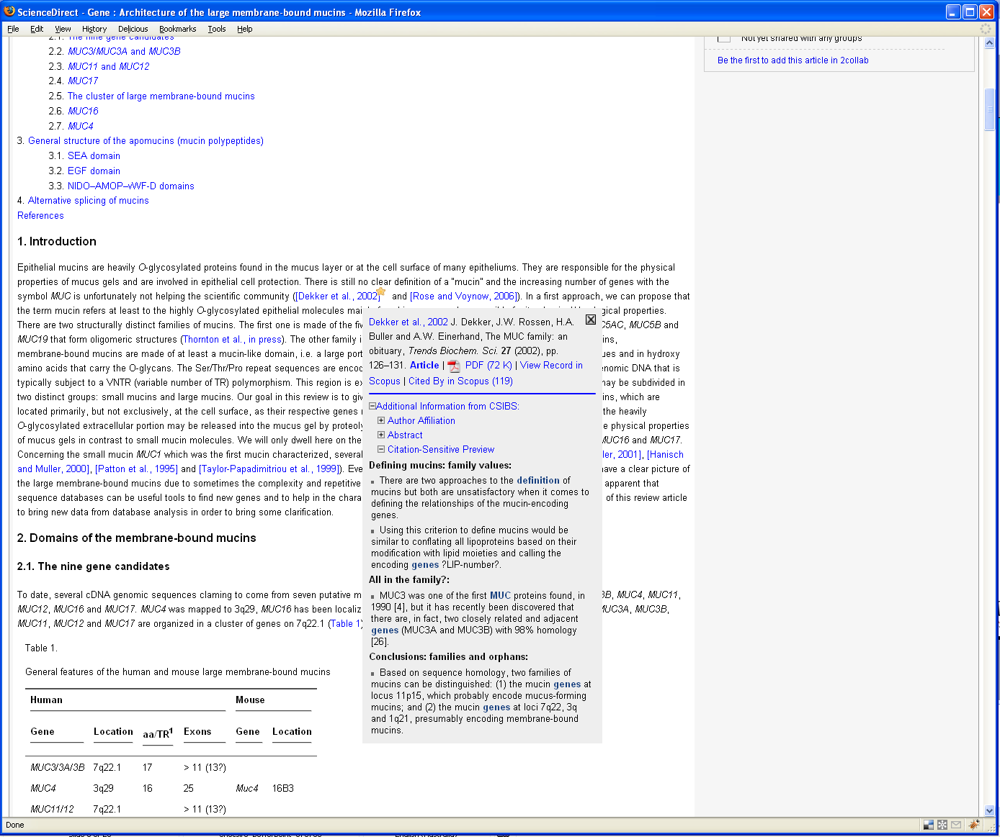 ScienceDirect - Gene : Architecture of the large membrane-bound mucins - Mozilla Firefox
File Edit View History Delicious Bookmarks Tools Help
2.1. The nine gene candidates
2.2. MUC3/MUC3A and MUC3B
2.3. MUC11 and MUC12
2.4. MUC17
2.5. The cluster of large membrane-bound mucins
2.6. MUC16
2.7. MUC4
3. General structure of the apomucins (mucin polypeptides)
3.1. SEA domain
3.2. EGF domain
3.3. NIDO–AMOP–vWF-D domains
4. Alternative splicing of mucins
References
Not yet shared with any groups
Be the first to add this article in 2collab
1. Introduction
Epithelial mucins are heavily O-glycosylated proteins found in the mucus layer or at the cell surface of many epitheliums. They are responsible for the physical
properties of mucus gels and are involved in epithelial cell protection. There is still no clear definition of a "mucin" and the increasing number of genes with the
symbol MUC is unfortunately not helping the scientific community ([Dekker et al., 2002] and [Rose and Voynow, 2006]). In a first approach, we can propose that
the term mucin refers at least to the highly O-glycosylated epithelial molecules
There are two structurally distinct families of mucins. The first one is made of the fiv C5AC, MUC5B and
MUC19 that form oligomeric structures (Thornton et al., in press). The other family i ns,
membrane-bound mucins are made of at least a mucin-like domain, i.e. a large port ues and in hydroxy
amino acids that carry the O-glycans. The Ser/Thr/Pro repeat sequences are encod enomic DNA that is
typically subject to a VNTR (variable number of TR) polymorphism. This region is ex may be subdivided in
two distinct groups: small mucins and large mucins. Our goal in this review is to giv ins, which are
located primarily, but not exclusively, at the cell surface, as their respective genes the heavily
O-glycosylated extracellular portion may be released into the mucus gel by proteoly e physical properties
of mucus gels in contrast to small mucin molecules. We will only dwell here on the MUC16 and MUC17.
Concerning the small mucin MUC1 which was the first mucin characterized, several ler, 2001], [Hanisch
and Muller, 2000], [Patton et al., 1995] and [Taylor-Papadimitriou et al., 1999]). Eve have a clear picture of
the large membrane-bound mucins due to sometimes the complexity and repetitive apparent that
sequence databases can be useful tools to find new genes and to help in the chara of this review article
to bring new data from database analysis in order to bring some clarification.
2. Domains of the membrane-bound mucins
2.1. The nine gene candidates
To date, several cDNA genomic sequences claming to come from seven putative m 3B, MUC4, MUC11,
MUC12, MUC16 and MUC17. MUC4 was mapped to 3q29, MUC16 has been localiz MUC3A, MUC3B,
MUC11, MUC12 and MUC17 are organized in a cluster of genes on 7q22.1 (Table 1)
Table 1.
General features of the human and mouse large membrane-bound mucins
Human Mouse
Gene Location aa/TR1 Exons Gene Location
MUC3/3A/3B 7q22.1 17 > 11 (13?)
MUC4 3q29 16 25 Muc4 16B3
MUC11/12 7q22.1 > 11 (13?)
Dekker et al., 2002 J. Dekker, J.W. Rossen, H.A.
Buller and A.W. Einerhand, The MUC family: an
obituary, Trends Biochem. Sci. 27 (2002), pp.
126–131. Article | PDF (72 K) | View Record in
Scopus | Cited By in Scopus (119)
Additional Information from CSIBS:
Author Affiliation
Abstract
Citation-Sensitive Preview
Defining mucins: family values:
There are two approaches to the definition of
mucins but both are unsatisfactory when it comes to
defining the relationships of the mucin-encoding
genes.
Using this criterion to define mucins would be
similar to conflating all lipoproteins based on their
modification with lipid moieties and calling the
encoding genes ?LIP-number?.
All in the family?:
MUC3 was one of the first MUC proteins found, in
1990 [4], but it has recently been discovered that
there are, in fact, two closely related and adjacent
genes (MUC3A and MUC3B) with 98% homology
[26].
Conclusions: families and orphans:
Based on sequence homology, two families of
mucins can be distinguished: (1) the mucin genes at
locus 11p15, which probably encode mucus-forming
mucins; and (2) the mucin genes at loci 7q22, 3q
and 1q21, presumably encoding membrane-bound
mucins.
Done